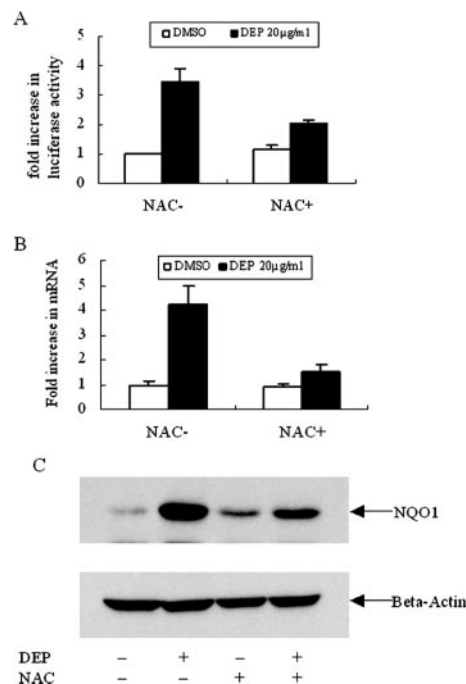 A
DMSO DEP 20µg/ml
fold increase in
luciferase activity
5
4
3
2
1
0
NAC- NAC+
B
DMSO DEP 20µg/ml
Fold increase in mRNA
6
5
4
3
2
1
0
NAC- NAC+
C
NQO1
Beta-Actin
DEP – + – +
NAC – – + +